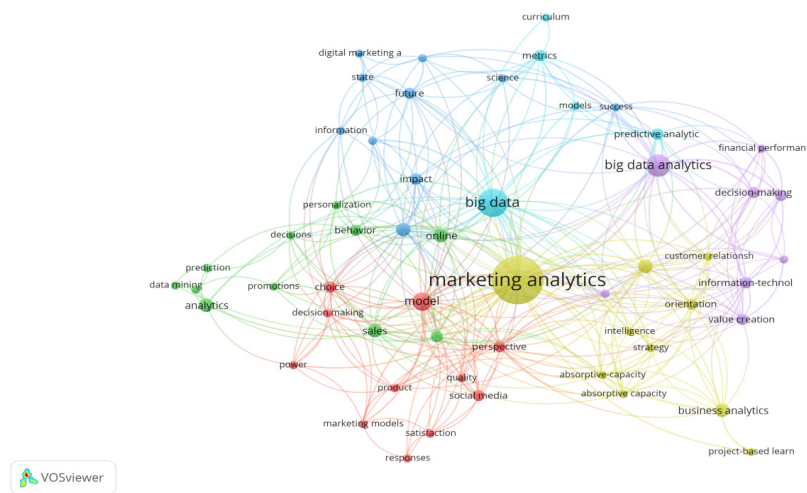 curriculum
digital marketing a
metrics
state
science
future
models
success
information
predictive analytic
financial performan
big data analytics
impact
decision-making
personalization
big data
decisions
behavior
online
customer relationsh
prediction
marketing analytics
data mining
promotions
choice
information-technol
analytics
model
orientation
decision-making
value creation
sales
intelligence
perspective
strategy
power
absorptive-capacity
quality
product
social media
absorptive capacity
business analytics
marketing models
satisfaction
project-based learn
responses
VOSviewer